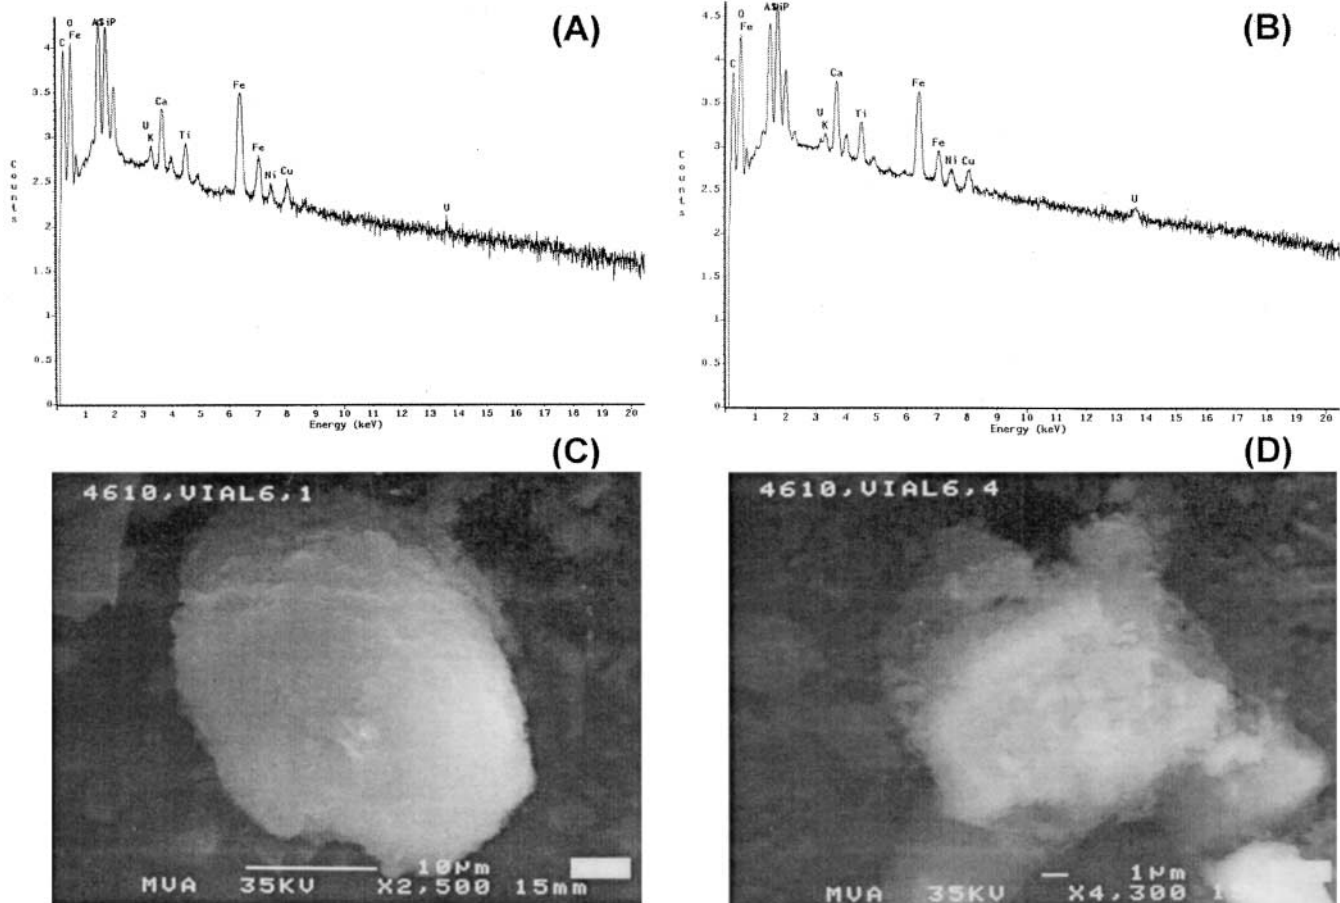 (A)
O
C
Fe
AlSiP
U
K
Ca
Ti
Fe
Fe
Ni
Cu
U
Counts
4
3.5
3
2.5
2
1.5
1
0.5
0
1 2 3 4 5 6 7 8 9 10 11 12 13 14 15 16 17 18 19 20
Energy (keV)
(B)
O
C
Fe
AlSiP
U
K
Ca
Ti
Fe
Fe
Ni
Cu
U
Counts
4.5
4
3.5
3
2.5
2
1.5
1
0.5
0
1 2 3 4 5 6 7 8 9 10 11 12 13 14 15 16 17 18 19 20
Energy (keV)
(C)
4610,VIAL6,1
10µm
MVA 35KV X2,500 15mm
(D)
4610,VIAL6,4
1µm
MVA 35KV X4,300